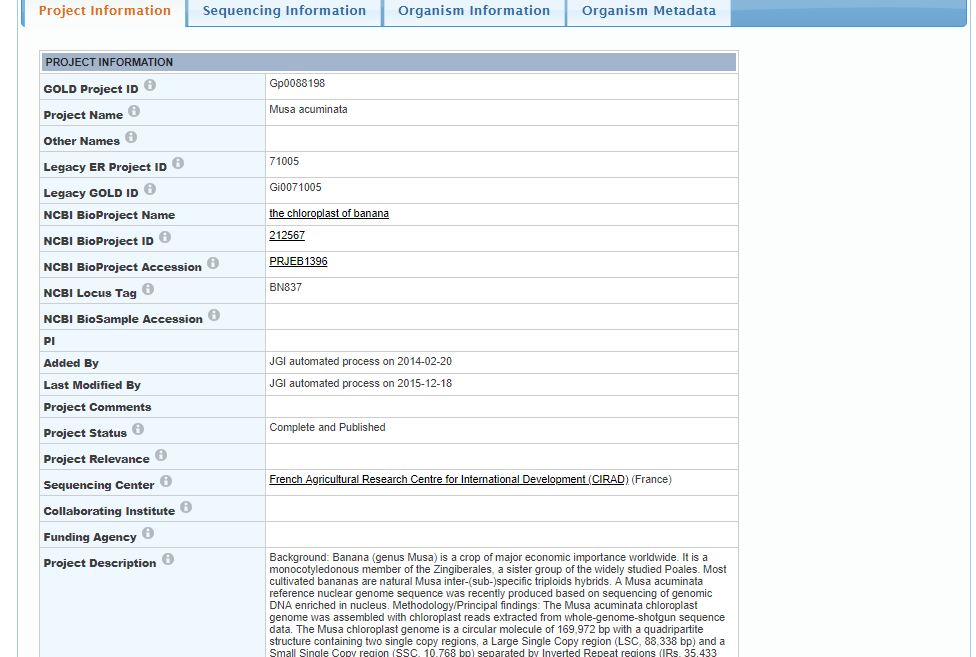 Project Information
Sequencing Information
Organism Information
Organism Metadata
PROJECT INFORMATION
GOLD Project ID
Gp0088198
Project Name
Musa acuminata
Other Names
Legacy ER Project ID
71005
Legacy GOLD ID
Gi0071005
NCBI BioProject Name
the chloroplast of banana
NCBI BioProject ID
212567
NCBI BioProject Accession
PRJEB1396
NCBI Locus Tag
BN837
NCBI BioSample Accession
PI
Added By
JGI automated process on 2014-02-20
Last Modified By
JGI automated process on 2015-12-18
Project Comments
Project Status
Complete and Published
Project Relevance
Sequencing Center
French Agricultural Research Centre for International Development (CIRAD) (France)
Collaborating Institute
Funding Agency
Project Description
Background: Banana (genus Musa) is a crop of major economic importance worldwide. It is a
monocotyledonous member of the Zingiberales, a sister group of the widely studied Poales. Most
cultivated bananas are natural Musa inter-(sub-)specific triploids hybrids. A Musa acuminata
reference nuclear genome sequence was recently produced based on sequencing of genomic
DNA enriched in nucleus. Methodology/Principal findings: The Musa acuminata chloroplast
genome was assembled with chloroplast reads extracted from whole-genome-shotgun sequence
data. The Musa chloroplast genome is a circular molecule of 169,972 bp with a quadripartite
structure containing two single copy regions, a Large Single Copy region (LSC, 88,338 bp) and a
Small Single Copy region (SSC, 10,768 bp) separated by Inverted Repeat regions (IRs, 35,433